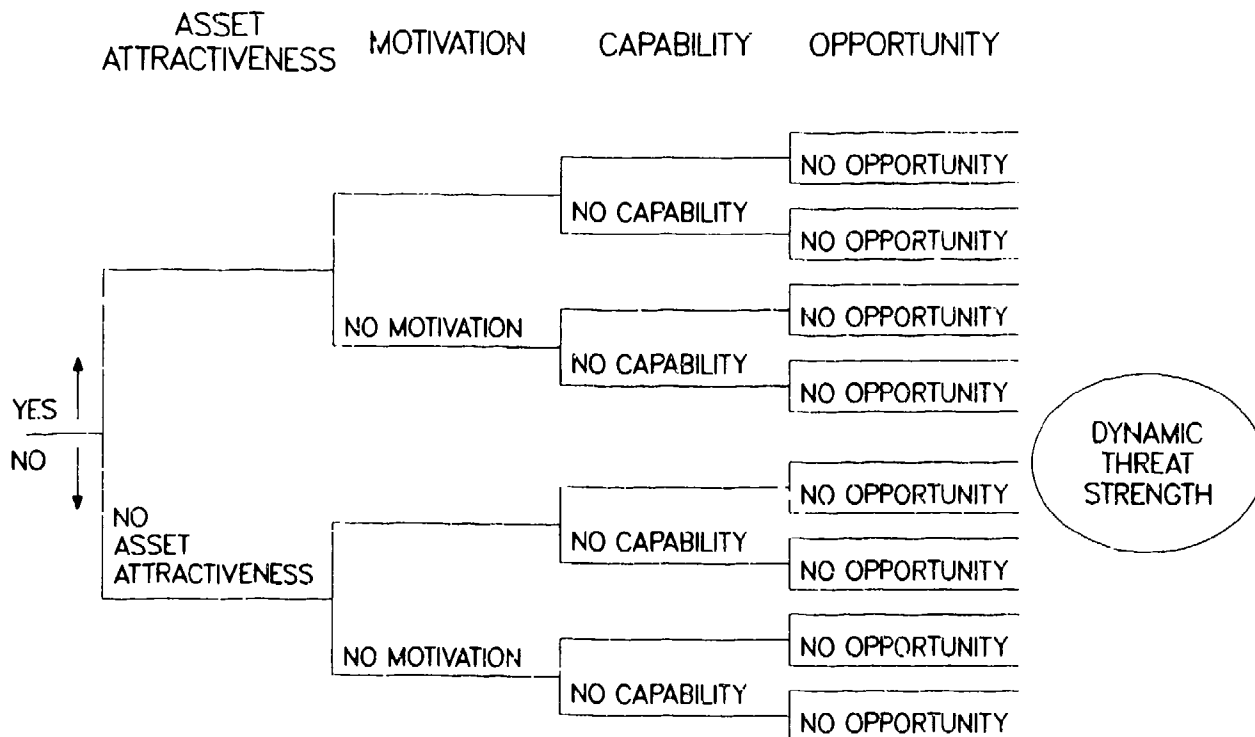 ASSET
ATTRACTIVENESS
MOTIVATION
CAPABILITY
OPPORTUNITY
NO OPPORTUNITY
NO CAPABILITY
NO OPPORTUNITY
NO OPPORTUNITY
NO MOTIVATION
NO CAPABILITY
NO OPPORTUNITY
YES
NO
DYNAMIC
THREAT
STRENGTH
NO OPPORTUNITY
NO
ASSET
ATTRACTIVENESS
NO CAPABILITY
NO OPPORTUNITY
NO OPPORTUNITY
NO MOTIVATION
NO CAPABILITY
NO OPPORTUNITY